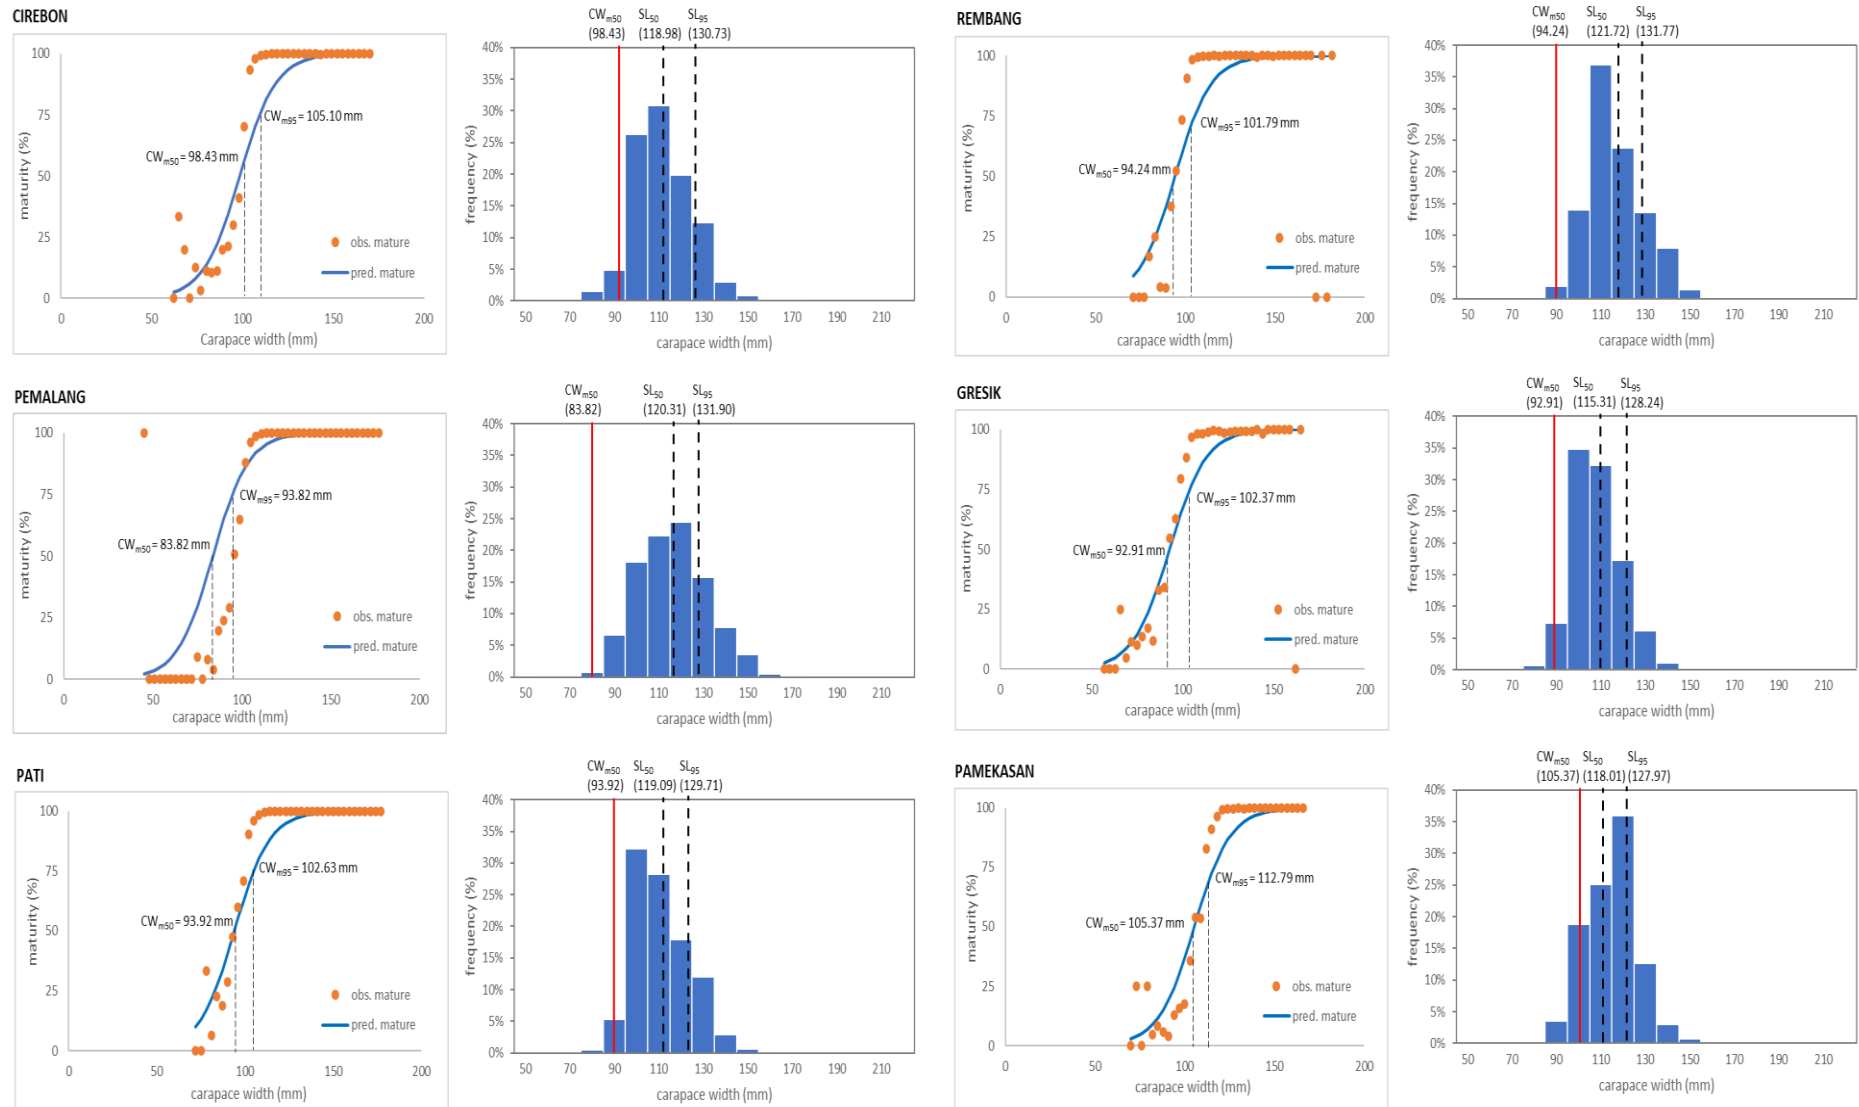 CIREBON
maturity (%)
100
75
50
25
0
0 50 100 150 200
Carapace width (mm)
CWm50 = 98.43 mm
CWm95 = 105.10 mm
obs. mature
pred. mature
CWm50 SL50 SL95
(98.43) (118.98) (130.73)
frequency (%)
40%
35%
30%
25%
20%
15%
10%
5%
0%
50 70 90 110 130 150 170 190 210
carapace width (mm)
REMBANG
maturity (%)
100
75
50
25
0
0 50 100 150 200
carapace width (mm)
CWm95 = 101.79 mm
CWm50 = 94.24 mm
obs. mature
pred. mature
CWm50 SL50 SL95
(94.24) (121.72) (131.77)
frequency (%)
40%
35%
30%
25%
20%
15%
10%
5%
0%
50 70 90 110 130 150 170 190 210
carapace width (mm)
PEMALANG
maturity (%)
100
75
50
25
0
0 50 100 150 200
carapace width (mm)
CWm95 = 93.82 mm
CWm50 = 83.82 mm
obs. mature
pred. mature
CWm50 SL50 SL95
(83.82) (120.31) (131.90)
frequency (%)
40%
35%
30%
25%
20%
15%
10%
5%
0%
50 70 90 110 130 150 170 190 210
carapace width (mm)
GRESIK
maturity (%)
100
75
50
25
0
0 50 100 150 200
carapace width (mm)
CWm95 = 102.37 mm
CWm50 = 92.91 mm
obs. mature
pred. mature
CWm50 SL50 SL95
(92.91) (115.31) (128.24)
frequency (%)
40%
35%
30%
25%
20%
15%
10%
5%
0%
50 70 90 110 130 150 170 190 210
carapace width (mm)
PATI
maturity (%)
100
75
50
25
0
0 50 100 150 200
carapace width (mm)
CWm95 = 102.63 mm
CWm50 = 93.92 mm
obs. mature
pred. mature
CWm50 SL50 SL95
(93.92) (119.09) (129.71)
frequency (%)
40%
35%
30%
25%
20%
15%
10%
5%
0%
50 70 90 110 130 150 170 190 210
carapace width (mm)
PAMEKASAN
maturity (%)
100
75
50
25
0
0 50 100 150 200
carapace width (mm)
CWm95 = 112.79 mm
CWm50 = 105.37 mm
obs. mature
pred. mature
CWm50 SL50 SL95
(105.37) (118.01) (127.97)
frequency (%)
40%
35%
30%
25%
20%
15%
10%
5%
0%
50 70 90 110 130 150 170 190 210
carapace width (mm)